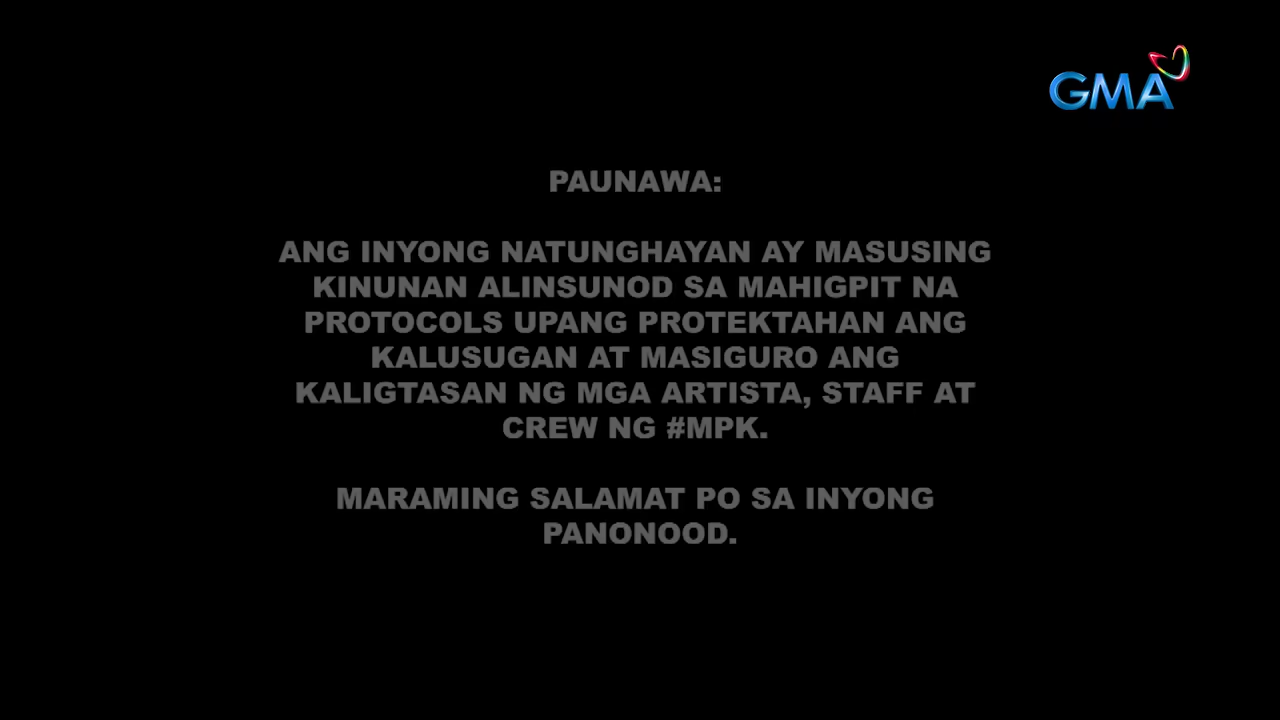 GMA
PAUNAWA:
ANG INYONG NATUNGHAYAN AY MASUSING
KINUNAN ALINSUNOD SA MAHIGPIT NA
PROTOCOLS UPANG PROTEKTAHAN ANG
KALUSUGAN AT MASIGURO ANG
KALIGTASAN NG MGA ARTISTA, STAFF AT
CREW NG #MPK.
MARAMING SALAMAT PO SA INYONG
PANONOOD.